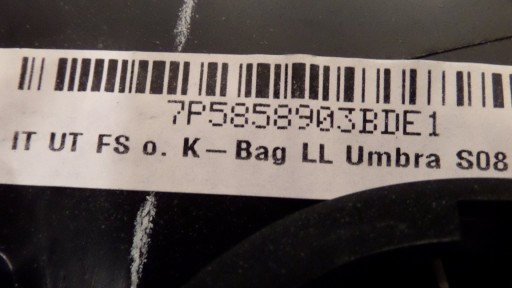 7P5858903BDE1
IT UT FS o. K-Bag LL Umbra S08